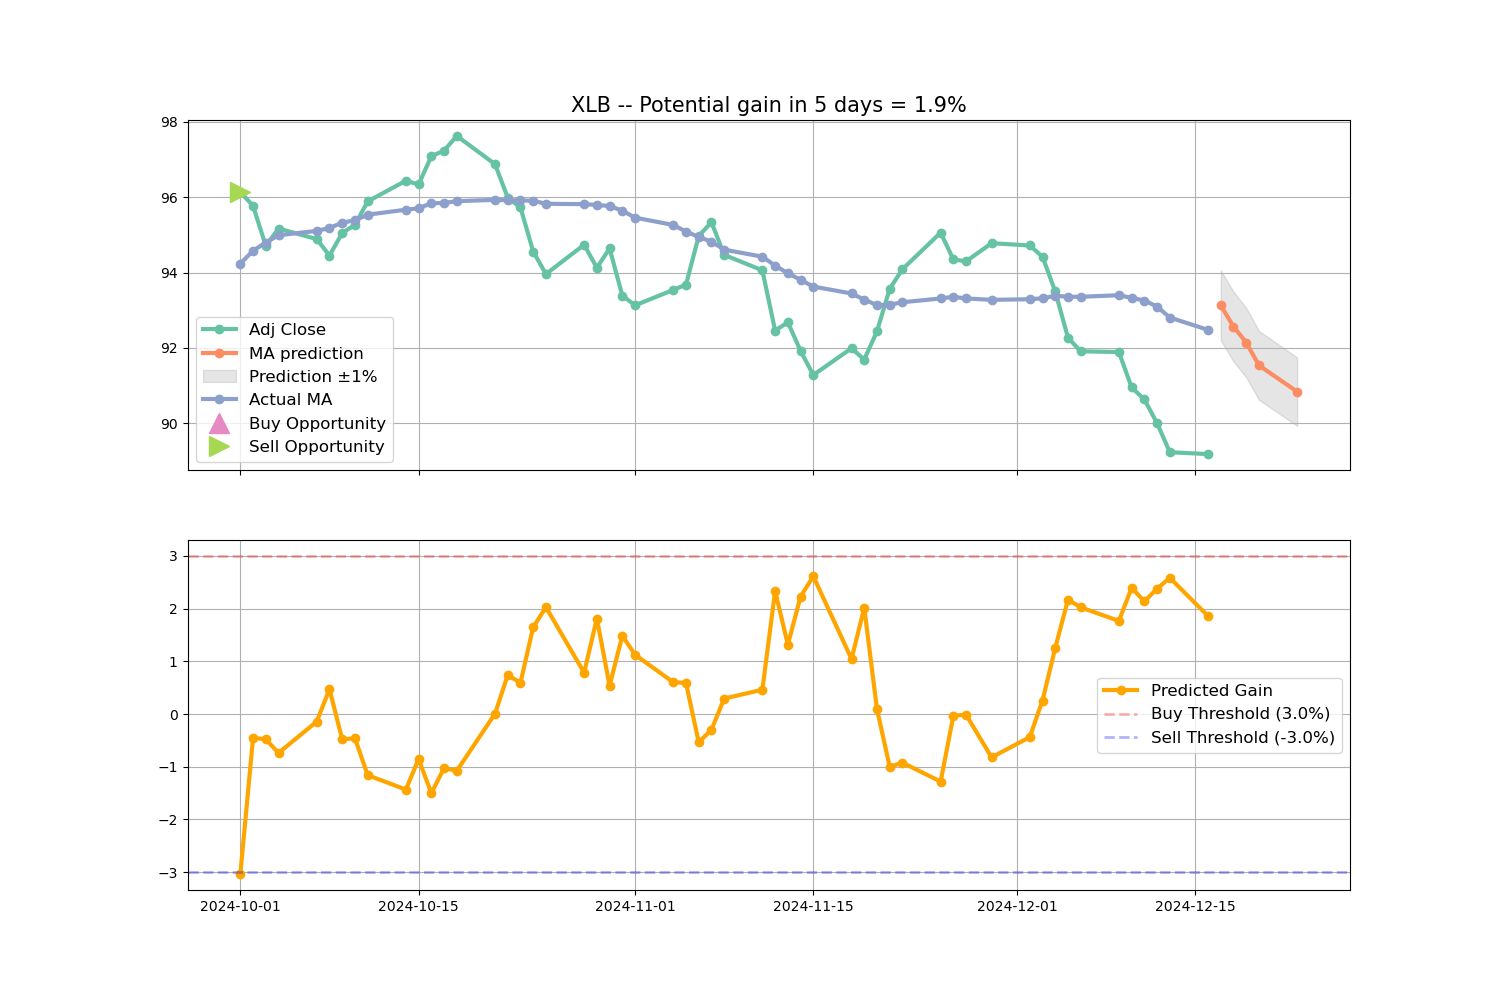 XLB -- Potential gain in 5 days = 1.9%
98
96
94
92
90
Adj Close
MA prediction
Prediction ±1%
Actual MA
Buy Opportunity
Sell Opportunity
3
2
1
0
−1
−2
−3
Predicted Gain
Buy Threshold (3.0%)
Sell Threshold (-3.0%)
2024-10-01
2024-10-15
2024-11-01
2024-11-15
2024-12-01
2024-12-15